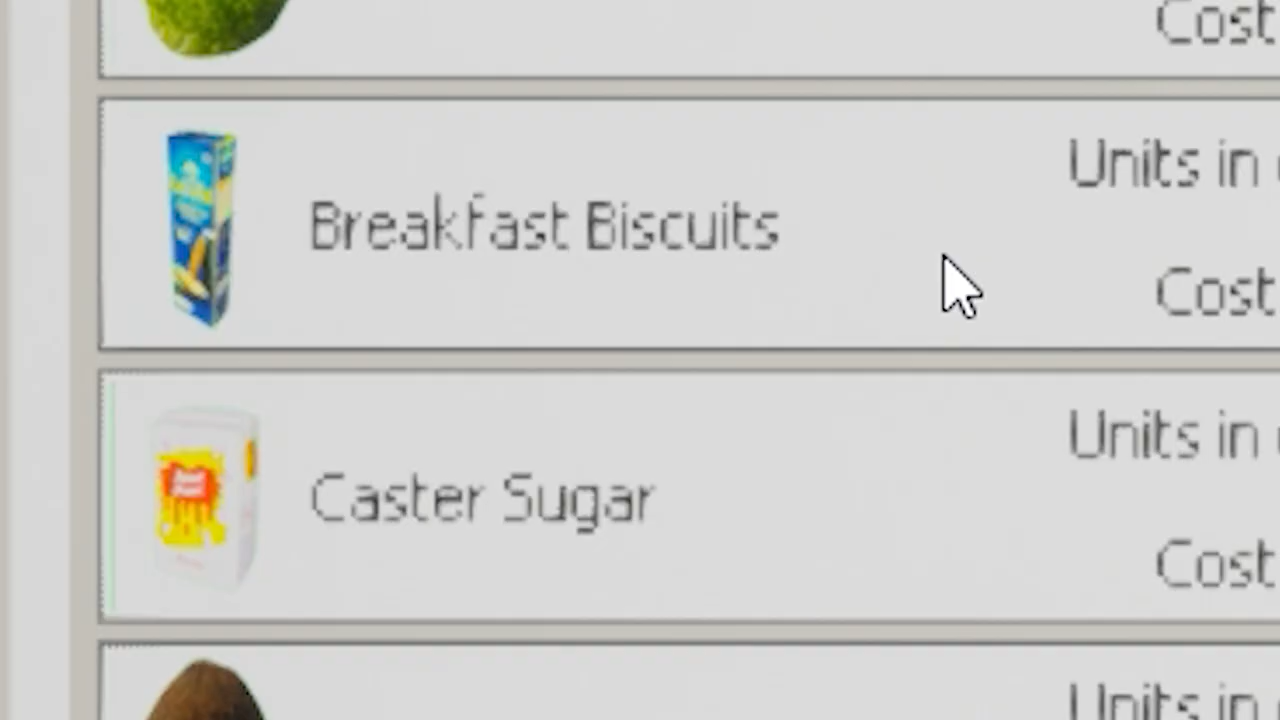 Cost
Units in
Breakfast Biscuits
Cost
Units in
Caster Sugar
Cost
Units in